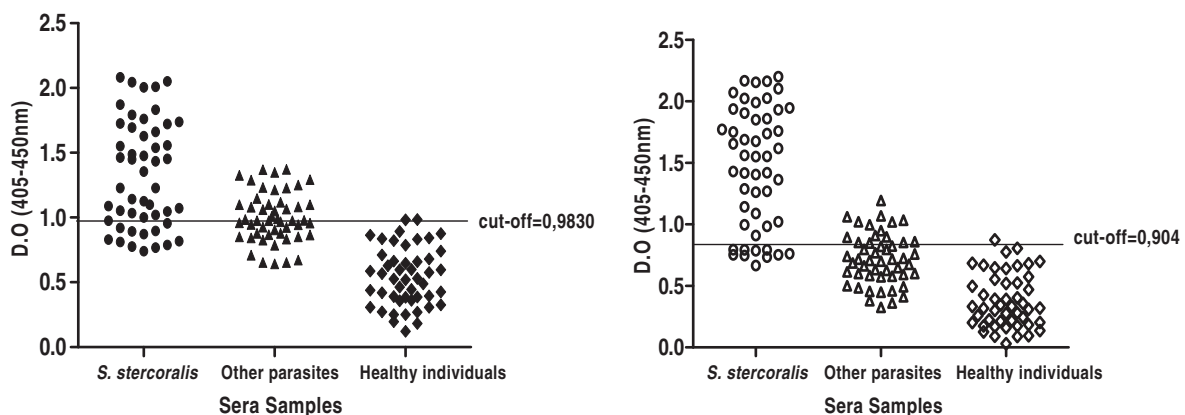 2.5
2.0
1.5
1.0
0.5
0.0
D.O (405-450nm)
cut-off=0,9830
S. stercoralis Other parasites Healthy individuals
Sera Samples
2.5
2.0
1.5
1.0
0.5
0.0
D.O (405-450nm)
cut-off=0,904
S. stercoralis Other parasites Healthy individuals
Sera Samples